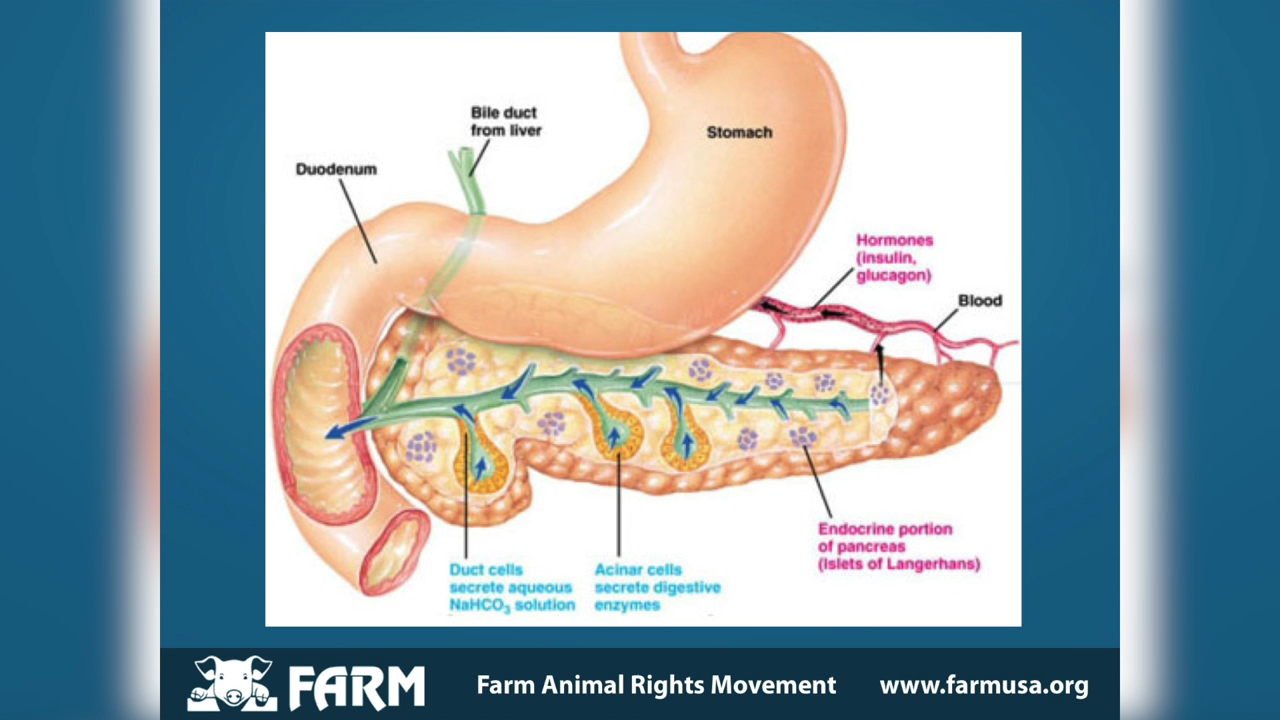 Bile duct
from liver
Stomach
Duodenum
Hormones
(insulin,
glucagon)
Blood
Endocrine portion
of pancreas
(Islets of Langerhans)
Duct cells
secrete aqueous
NaHCO₃ solution
Acinar cells
secrete digestive
enzymes
FARM
Farm Animal Rights Movement
www.farmusa.org